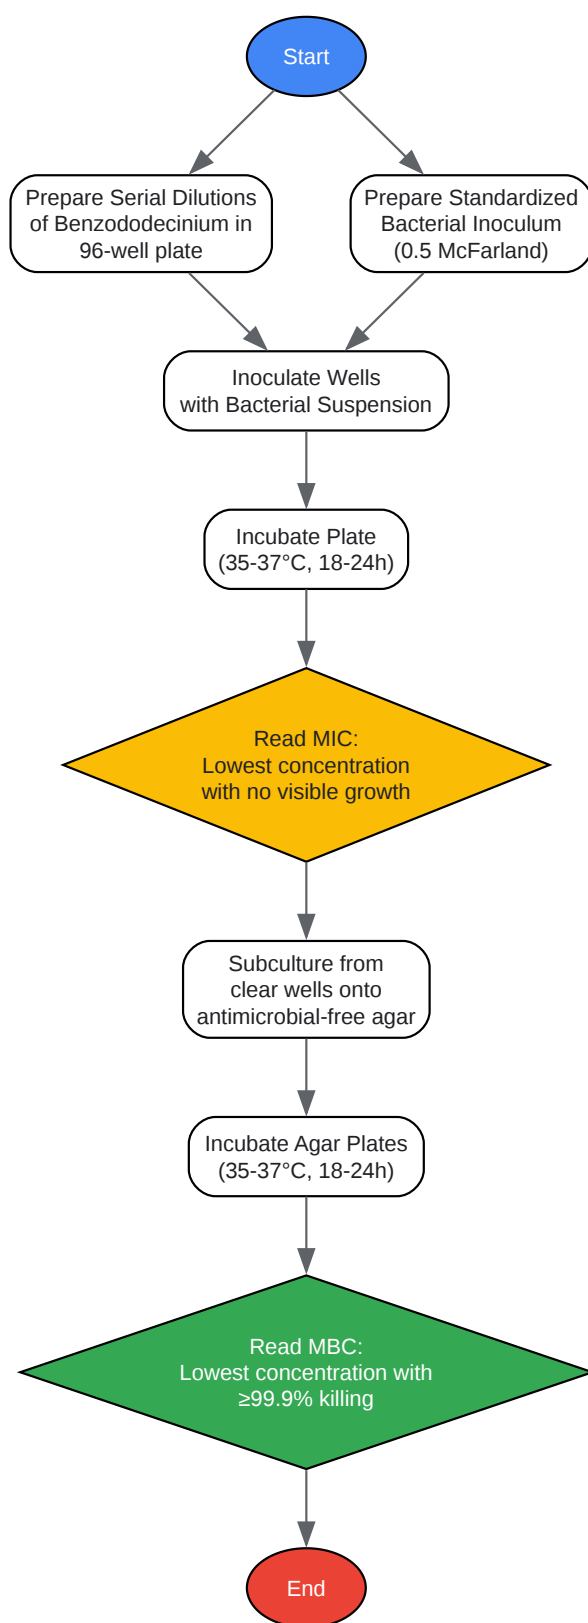 Start
Prepare Serial Dilutions
of Benzododecinium in
96-well plate
Prepare Standardized
Bacterial Inoculum
(0.5 McFarland)
Inoculate Wells
with Bacterial Suspension
Incubate Plate
(35-37°C, 18-24h)
Read MIC:
Lowest concentration
with no visible growth
Subculture from
clear wells onto
antimicrobial-free agar
Incubate Agar Plates
(35-37°C, 18-24h)
Read MBC:
Lowest concentration with
≥99.9% killing
End